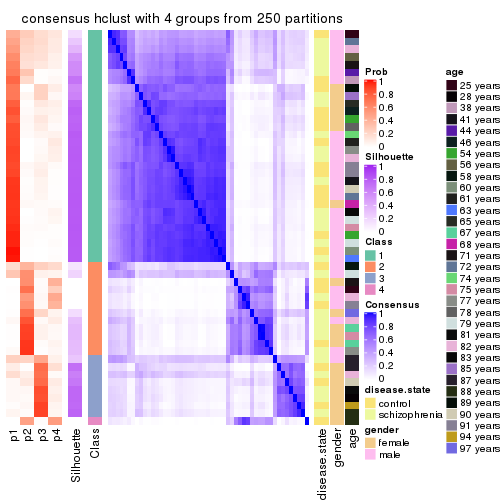 consensus hclust with 4 groups from 250 partitions
p1
p2
p3
p4
Silhouette
Class
disease.state
gender
age
Prob
1
0.8
0.6
0.4
0.2
0
Silhouette
1
0.8
0.6
0.4
0.2
0
Class
1
2
3
4
Consensus
1
0.8
0.6
0.4
0.2
0
disease.state
control
schizophrenia
gender
female
male
age
25 years
28 years
38 years
41 years
44 years
46 years
54 years
56 years
58 years
60 years
61 years
63 years
65 years
67 years
68 years
71 years
72 years
74 years
75 years
77 years
78 years
79 years
81 years
82 years
83 years
85 years
87 years
88 years
89 years
90 years
91 years
94 years
97 years